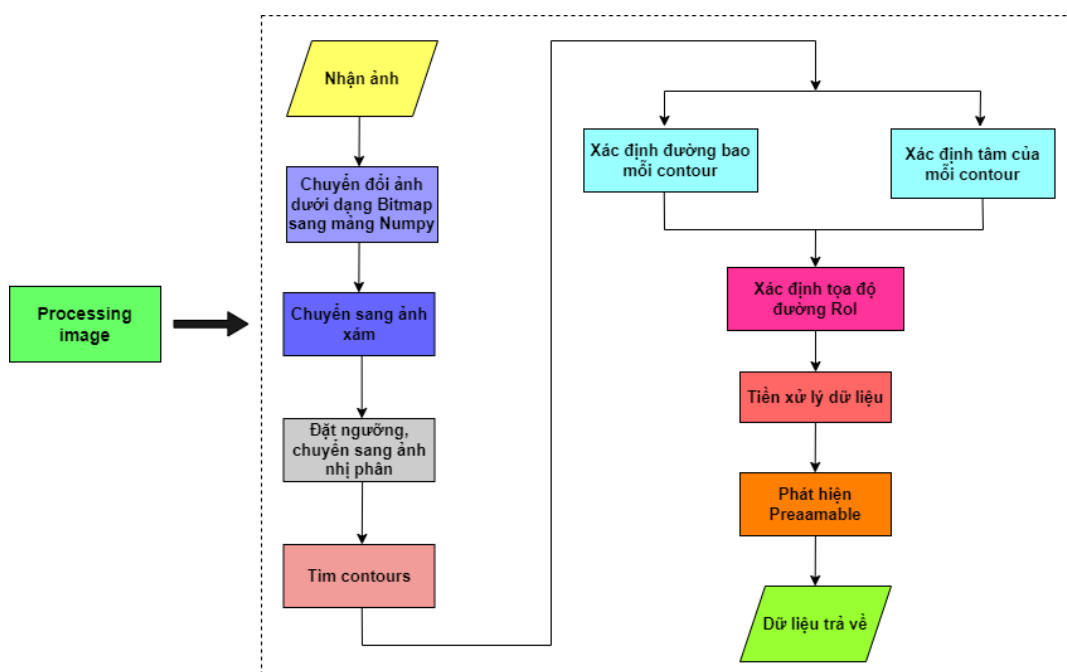 Processing
image
Nhận ảnh
Chuyển đổi ảnh
dưới dạng Bitmap
sang mảng Numpy
Chuyển sang ảnh
xám
Đặt ngưỡng,
chuyển sang ảnh
nhị phân
Tìm contours
Xác định đường bao
mỗi contour
Xác định tâm của
mỗi contour
Xác định tọa độ
đường RoI
Tiền xử lý dữ liệu
Phát hiện
Preaamable
Dữ liệu trả về